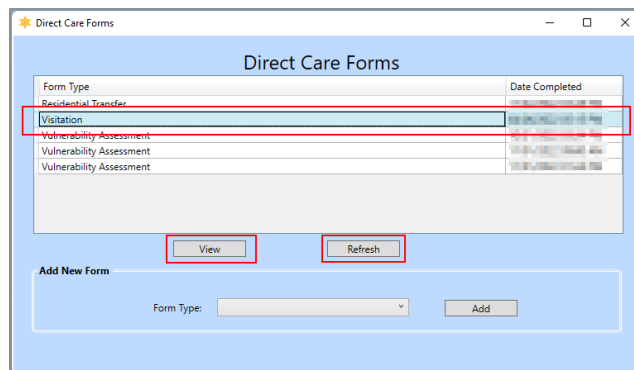 Direct Care Forms
Direct Care Forms
Form Type Date Completed
Residential Transfer
Visitation
Vulnerability Assessment
Vulnerability Assessment
Vulnerability Assessment
View Refresh
Add New Form
Form Type: Add